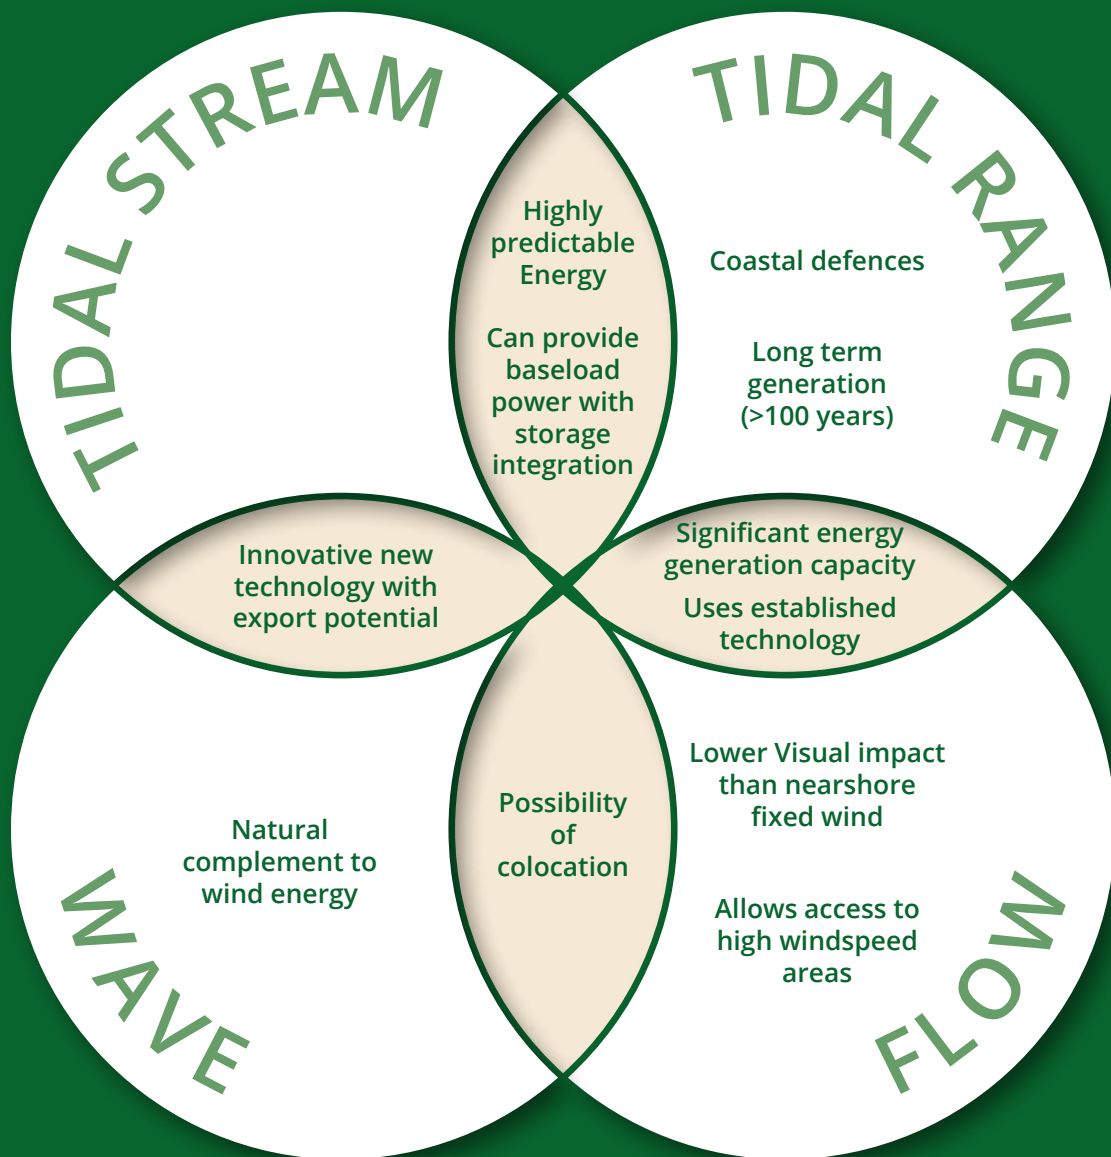 TIDAL STREAM
TIDAL RANGE
Highly
predictable
Energy
Can provide
baseload
power with
storage
integration
Coastal defences
Long term
generation
(>100 years)
Innovative new
technology with
export potential
Significant energy
generation capacity
Uses established
technology
Natural
complement to
wind energy
Possibility
of
colocation
Lower Visual impact
than nearshore
fixed wind
Allows access to
high windspeed
areas
WAVE
FLOW